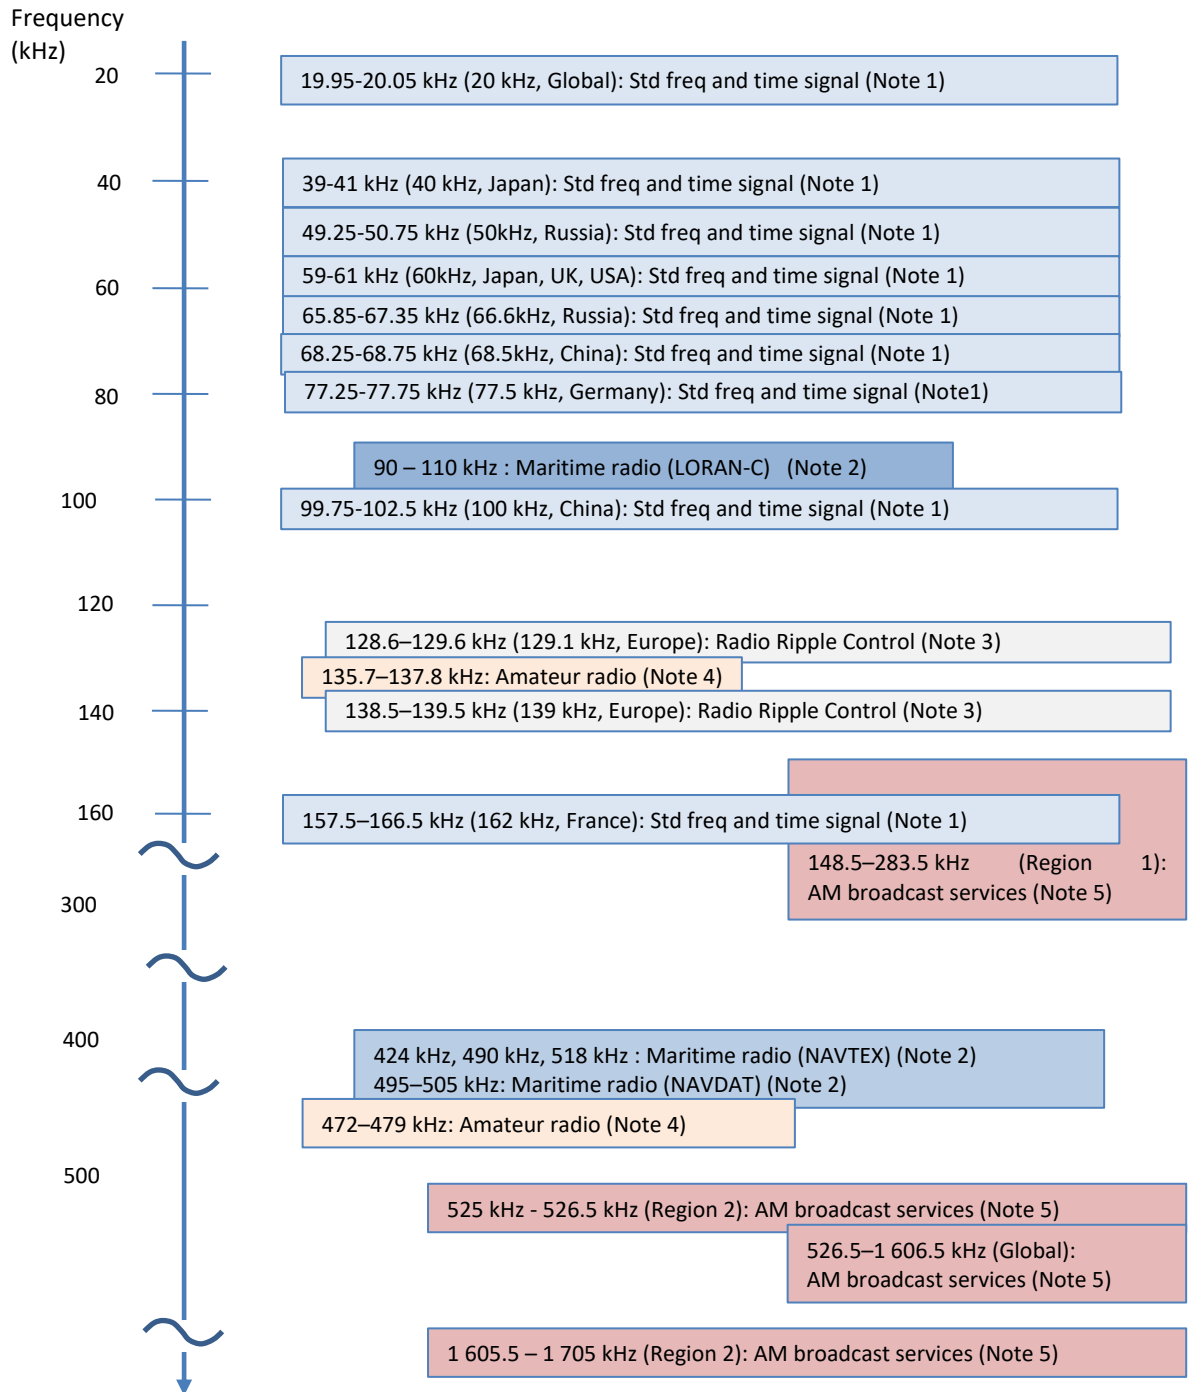 Frequency
(kHz)
20
19.95-20.05 kHz (20 kHz, Global): Std freq and time signal (Note 1)
40
39-41 kHz (40 kHz, Japan): Std freq and time signal (Note 1)
49.25-50.75 kHz (50kHz, Russia): Std freq and time signal (Note 1)
60
59-61 kHz (60kHz, Japan, UK, USA): Std freq and time signal (Note 1)
65.85-67.35 kHz (66.6kHz, Russia): Std freq and time signal (Note 1)
68.25-68.75 kHz (68.5kHz, China): Std freq and time signal (Note 1)
80
77.25-77.75 kHz (77.5 kHz, Germany): Std freq and time signal (Note1)
90 – 110 kHz : Maritime radio (LORAN-C) (Note 2)
100
99.75-102.5 kHz (100 kHz, China): Std freq and time signal (Note 1)
120
128.6–129.6 kHz (129.1 kHz, Europe): Radio Ripple Control (Note 3)
135.7–137.8 kHz: Amateur radio (Note 4)
140
138.5–139.5 kHz (139 kHz, Europe): Radio Ripple Control (Note 3)
160
157.5–166.5 kHz (162 kHz, France): Std freq and time signal (Note 1)
148.5–283.5 kHz (Region 1):
AM broadcast services (Note 5)
300
400
424 kHz, 490 kHz, 518 kHz : Maritime radio (NAVTEX) (Note 2)
495–505 kHz: Maritime radio (NAVDAT) (Note 2)
472–479 kHz: Amateur radio (Note 4)
500
525 kHz - 526.5 kHz (Region 2): AM broadcast services (Note 5)
526.5–1 606.5 kHz (Global):
AM broadcast services (Note 5)
1 605.5 – 1 705 kHz (Region 2): AM broadcast services (Note 5)